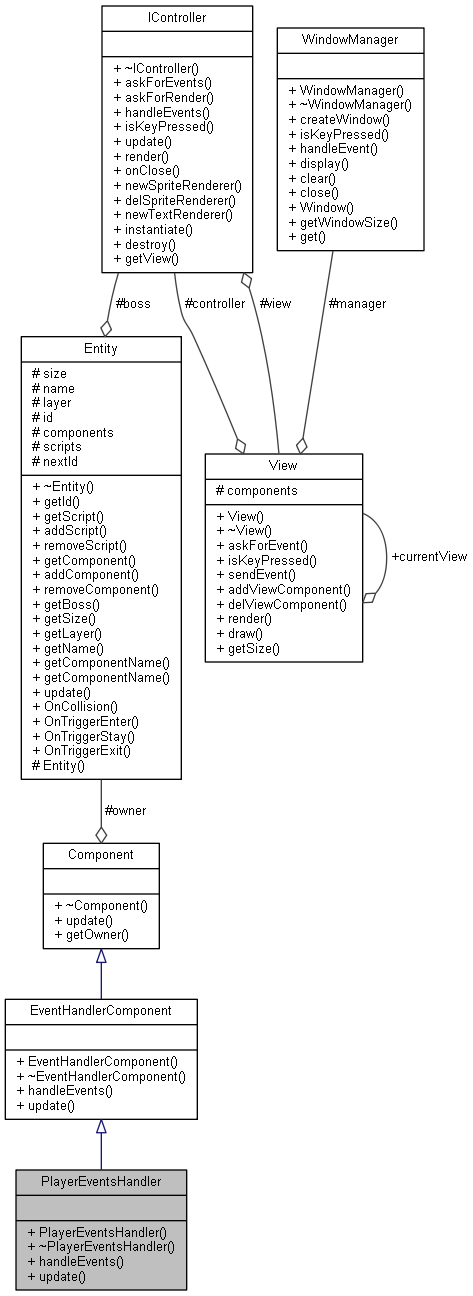 IController
+ ~IController()
+ askForEvents()
+ askForRender()
+ handleEvents()
+ isKeyPressed()
+ update()
+ render()
+ onClose()
+ newSpriteRenderer()
+ delSpriteRenderer()
+ newTextRenderer()
+ instantiate()
+ destroy()
+ getView()
WindowManager
+ WindowManager()
+ ~WindowManager()
+ createWindow()
+ isKeyPressed()
+ handleEvent()
+ display()
+ clear()
+ close()
+ Window()
+ getWindowSize()
+ get()
#boss
#controller
#view
#manager
Entity
# size
# name
# layer
# id
# components
# scripts
# nextId
+ ~Entity()
+ getId()
+ getScript()
+ addScript()
+ removeScript()
+ getComponent()
+ addComponent()
+ removeComponent()
+ getBoss()
+ getSize()
+ getLayer()
+ getName()
+ getComponentName()
+ getComponentName()
+ update()
+ OnCollision()
+ OnTriggerEnter()
+ OnTriggerStay()
+ OnTriggerExit()
# Entity()
View
# components
+ View()
+ ~View()
+ askForEvent()
+ isKeyPressed()
+ sendEvent()
+ addViewComponent()
+ delViewComponent()
+ render()
+ draw()
+ getSize()
+currentView
#owner
Component
+ ~Component()
+ update()
+ getOwner()
EventHandlerComponent
+ EventHandlerComponent()
+ ~EventHandlerComponent()
+ handleEvents()
+ update()
PlayerEventsHandler
+ PlayerEventsHandler()
+ ~PlayerEventsHandler()
+ handleEvents()
+ update()